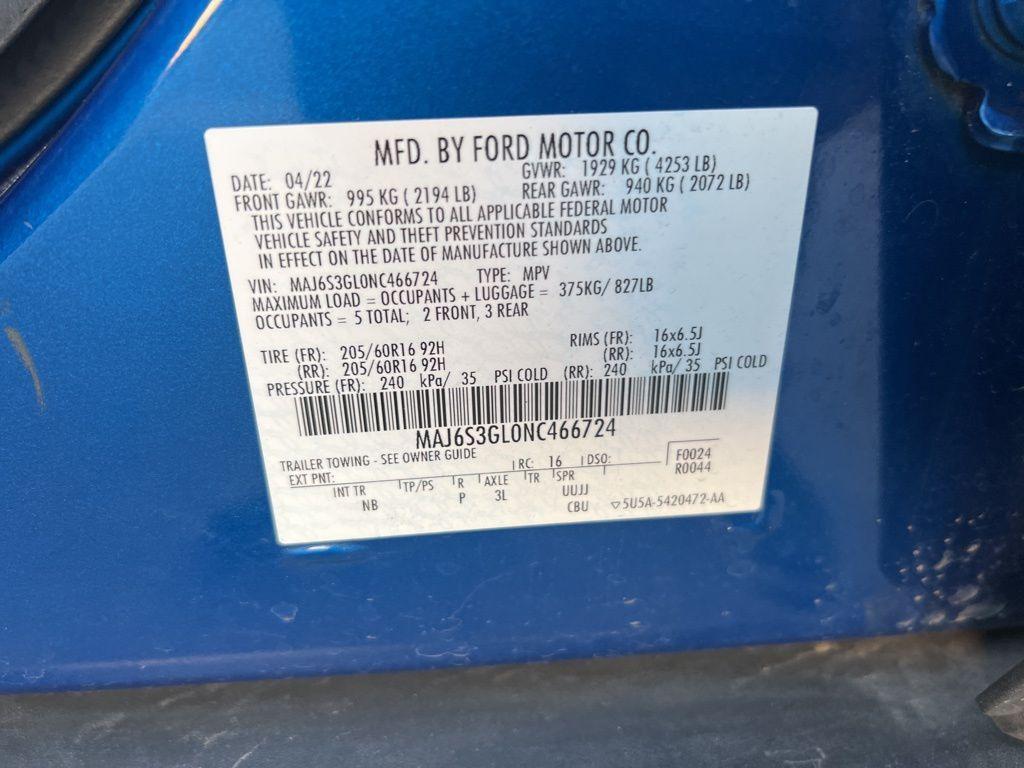 MFD. BY FORD MOTOR CO.
DATE: 04/22 GVWR: 1929 KG ( 4253 LB)
FRONT GAWR: 995 KG ( 2194 LB) REAR GAWR: 940 KG ( 2072 LB)
THIS VEHICLE CONFORMS TO ALL APPLICABLE FEDERAL MOTOR
VEHICLE SAFETY AND THEFT PREVENTION STANDARDS
IN EFFECT ON THE DATE OF MANUFACTURE SHOWN ABOVE.
VIN: MAJ6S3GL0NC466724 TYPE: MPV
MAXIMUM LOAD = OCCUPANTS + LUGGAGE = 375KG/ 827LB
OCCUPANTS = 5 TOTAL; 2 FRONT, 3 REAR
TIRE (FR): 205/60R16 92H RIMS (FR): 16x6.5J
(RR): 205/60R16 92H (RR): 16x6.5J
PRESSURE (FR): 240 kPa/ 35 PSI COLD (RR): 240 kPa/ 35 PSI COLD
MAJ6S3GL0NC466724
TRAILER TOWING - SEE OWNER GUIDE F0024
EXT PNT: RC: 16 DSO: R0044
INT TR TP/PS R AXLE TR SPR
NB P 3L UUJJ
CBU ▽5U5A-5420472-AA